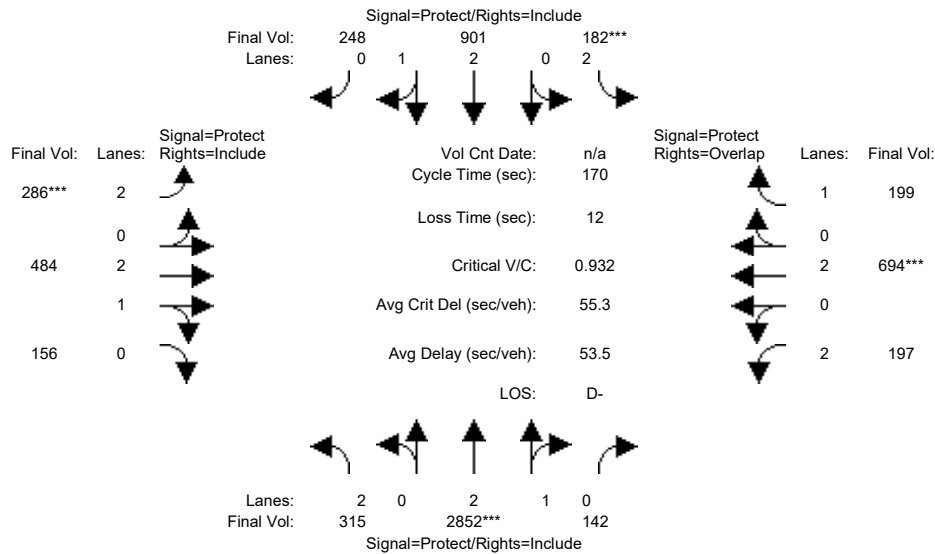 Signal=Protect/Rights=Include
Final Vol: 248 901 182***
Lanes: 0 1 2 0 2
Signal=Protect
Final Vol: Lanes: Rights=Include
Vol Cnt Date: n/a
Signal=Protect
Rights=Overlap Lanes: Final Vol:
Cycle Time (sec): 170
286*** 2
1 199
Loss Time (sec): 12
0
0
484 2
Critical V/C: 0.932
2 694***
1
Avg Crit Del (sec/veh): 55.3
0
156 0
Avg Delay (sec/veh): 53.5
2 197
LOS: D-
Lanes: 2 0 2 1 0
Final Vol: 315 2852*** 142
Signal=Protect/Rights=Include